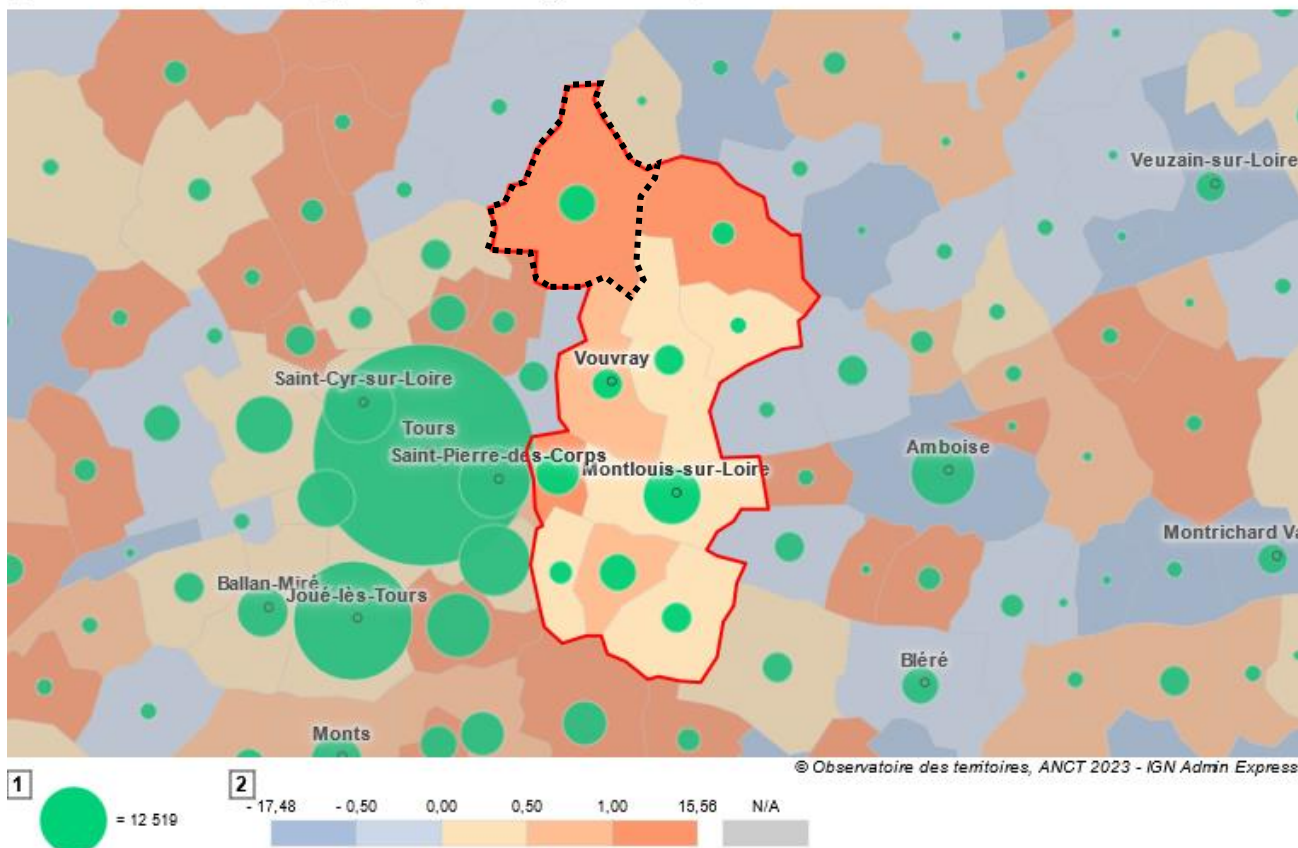 Veuzain-sur-Loire
Vouvray
Saint-Cyr-sur-Loire
Tours
Saint-Pierre-des-Corps
Montlouis-sur-Loire
Amboise
Montrichard Va
Ballan-Miré
Joué-lès-Tours
Bléré
Monts
© Observatoire des territoires, ANCT 2023 - IGN Admin Express
1
2
= 12 519
- 17,48 - 0,50 0,00 0,50 1,00 15,56 N/A